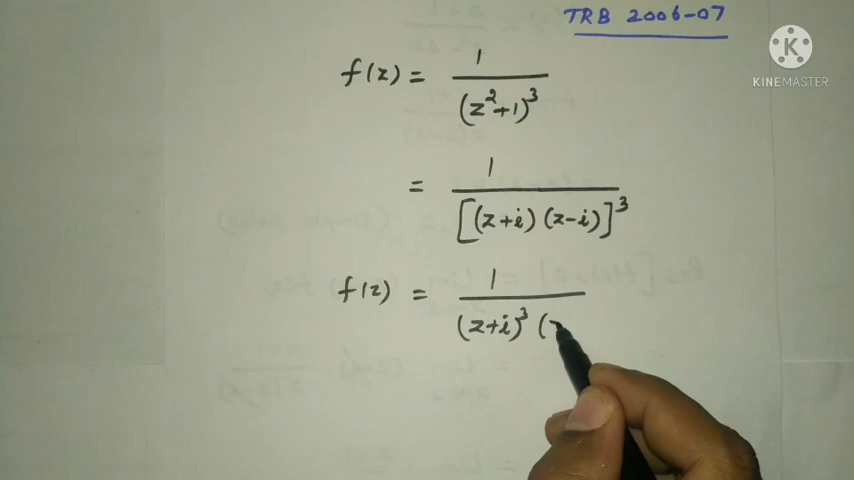 TRB 2006-07
K
KINEMASTER
f(z) = 1 / (z²+1)³
= 1 / [(z+i) (z-i)]³
f(z) = 1 / (z+i)³ (z